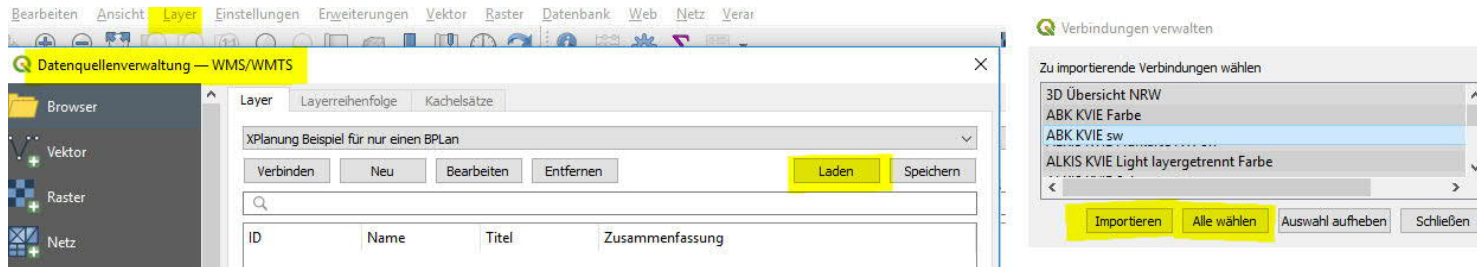 Bearbeiten Ansicht Layer Einstellungen Erweiterungen Vektor Raster Datenbank Web Netz Verar
Datenquellenverwaltung — WMS/WMTS
Browser
Vektor
Raster
Netz
Layer Layerreihenfolge Kachelsätze
XPlanung Beispiel für nur einen BPlan
Verbinden Neu Bearbeiten Entfernen Laden Speichern
ID Name Titel Zusammenfassung
Verbindungen verwalten
Zu importierende Verbindungen wählen
3D Übersicht NRW
ABK KVIE Farbe
ABK KVIE sw
ALKIS KVIE Light layergetrennt Farbe
Importieren Alle wählen Auswahl aufheben Schließen